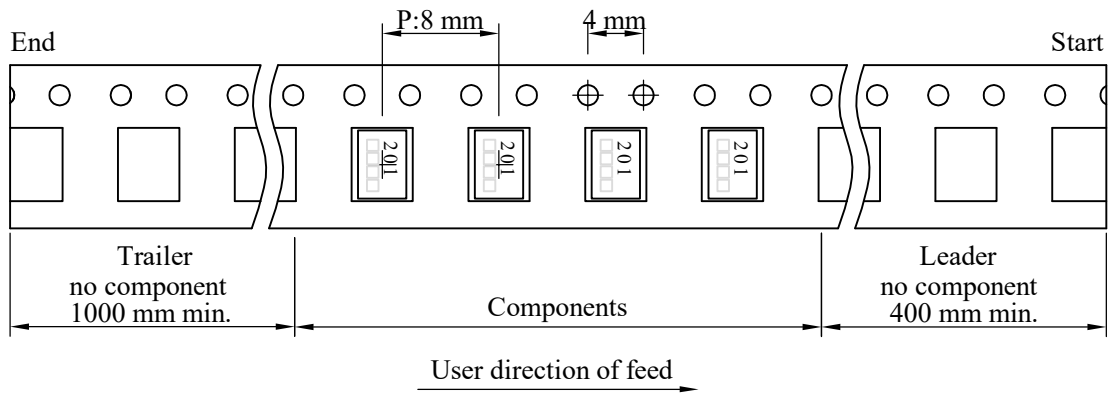 P:8 mm
4 mm
End
Start
201
201
201
201
Trailer
no component
1000 mm min.
Components
Leader
no component
400 mm min.
User direction of feed